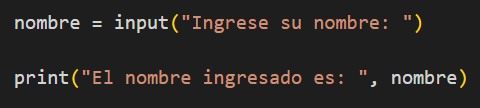 nombre = input("Ingrese su nombre: ")
print("El nombre ingresado es: ", nombre)